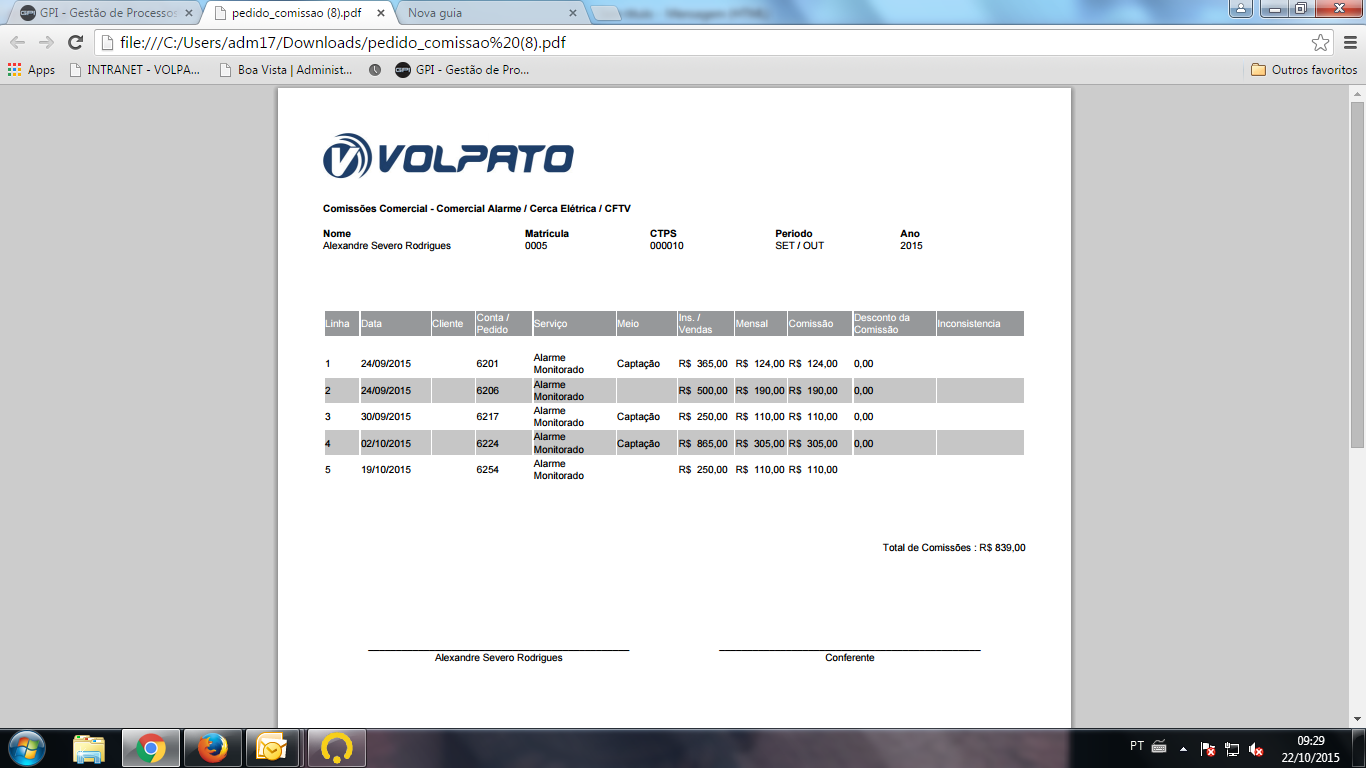 GPI - Gestão de Processos
pedido_comissao (8).pdf
Nova guia
file:///C:/Users/adm17/Downloads/pedido_comissao%20(8).pdf
Apps
INTRANET - VOLPA...
Boa Vista | Administ...
GPI - Gestão de Pro...
Outros favoritos
VOLPATO
Comissões Comercial - Comercial Alarme / Cerca Elétrica / CFTV
Nome Matrícula CTPS Periodo Ano
Alexandre Severo Rodrigues 0005 000010 SET / OUT 2015
Linha Data Cliente Conta / Pedido Serviço Meio Ins. / Vendas Mensal Comissão Desconto da Comissão Inconsistencia
1 24/09/2015 6201 Alarme Monitorado Captação R$ 365,00 R$ 124,00 R$ 124,00 0,00
2 24/09/2015 6206 Alarme Monitorado R$ 500,00 R$ 190,00 R$ 190,00 0,00
3 30/09/2015 6217 Alarme Monitorado Captação R$ 250,00 R$ 110,00 R$ 110,00 0,00
4 02/10/2015 6224 Alarme Monitorado Captação R$ 865,00 R$ 305,00 R$ 305,00 0,00
5 19/10/2015 6254 Alarme Monitorado R$ 250,00 R$ 110,00 R$ 110,00
Total de Comissões : R$ 839,00
Alexandre Severo Rodrigues
Conferente
PT
09:29
22/10/2015